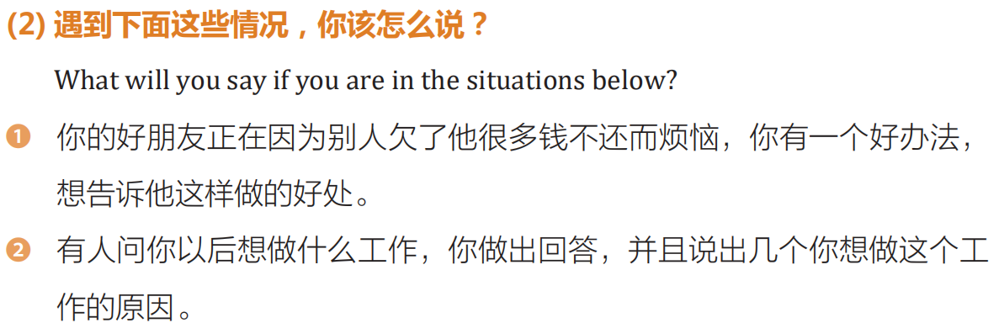 (2) 遇到下面这些情况，你该怎么说？
What will you say if you are in the situations below?
1 你的好朋友正在因为别人欠了他很多钱不还而烦恼，你有一个好办法，
想告诉他这样做的好处。
2 有人问你以后想做什么工作，你做出回答，并且说出几个你想做这个工
作的原因。